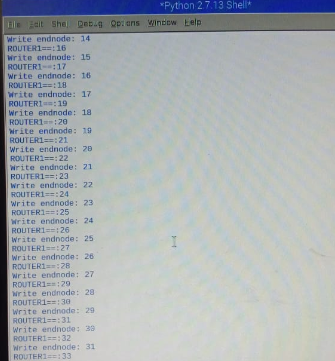 *Python 2.7.13 Shell*
File Edit Shell Debug Options Window Help
Write endnode: 14
ROUTER1==:16
Write endnode: 15
ROUTER1==:17
Write endnode: 16
ROUTER1==:18
Write endnode: 17
ROUTER1==:19
Write endnode: 18
ROUTER1==:20
Write endnode: 19
ROUTER1==:21
Write endnode: 20
ROUTER1==:22
Write endnode: 21
ROUTER1==:23
Write endnode: 22
ROUTER1==:24
Write endnode: 23
ROUTER1==:25
Write endnode: 24
ROUTER1==:26
Write endnode: 25
ROUTER1==:27
Write endnode: 26
ROUTER1==:28
Write endnode: 27
ROUTER1==:29
Write endnode: 28
ROUTER1==:30
Write endnode: 29
ROUTER1==:31
Write endnode: 30
ROUTER1==:32
Write endnode: 31
ROUTER1==:33